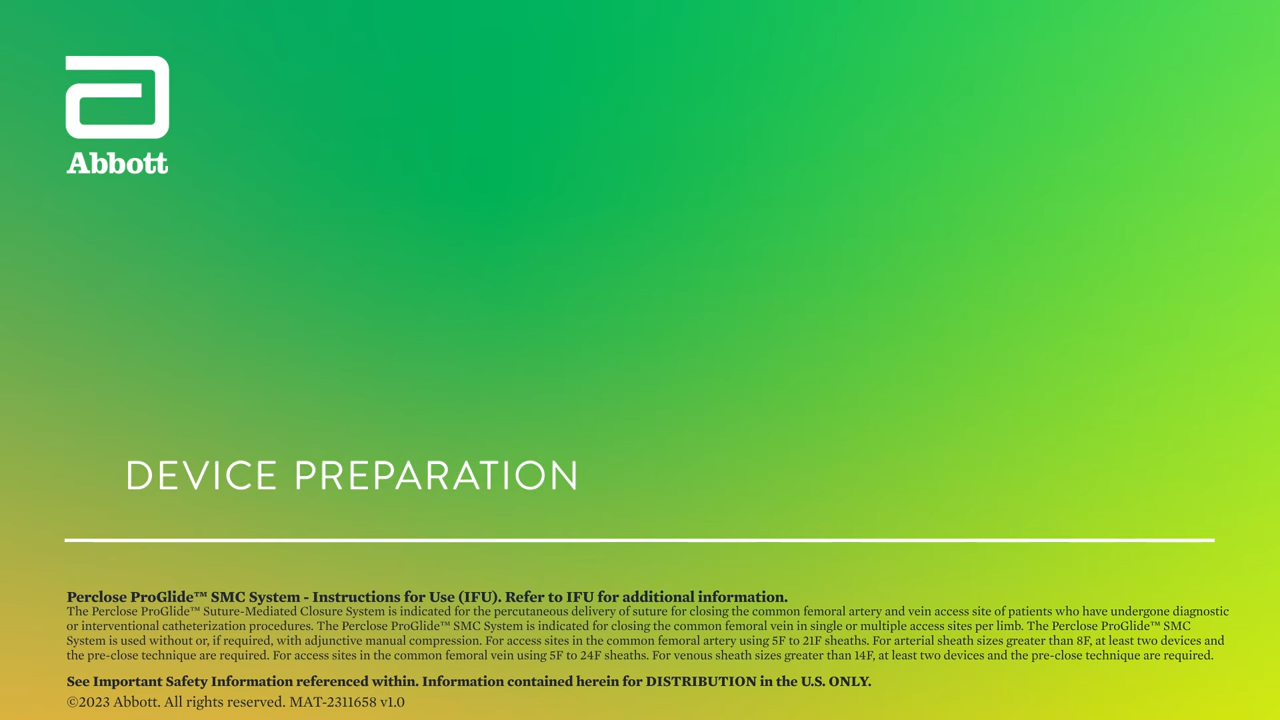 Abbott
DEVICE PREPARATION
Perclose ProGlide™ SMC System - Instructions for Use (IFU). Refer to IFU for additional information.
The Perclose ProGlide™ Suture-Mediated Closure System is indicated for the percutaneous delivery of suture for closing the common femoral artery and vein access site of patients who have undergone diagnostic
or interventional catheterization procedures. The Perclose ProGlide™ SMC System is indicated for closing the common femoral vein in single or multiple access sites per limb. The Perclose ProGlide™ SMC
System is used without or, if required, with adjunctive manual compression. For access sites in the common femoral artery using 5F to 21F sheaths. For arterial sheath sizes greater than 8F, at least two devices and
the pre-close technique are required. For access sites in the common femoral vein using 5F to 24F sheaths. For venous sheath sizes greater than 14F, at least two devices and the pre-close technique are required.
See Important Safety Information referenced within. Information contained herein for DISTRIBUTION in the U.S. ONLY.
©2023 Abbott. All rights reserved. MAT-2311658 v1.0